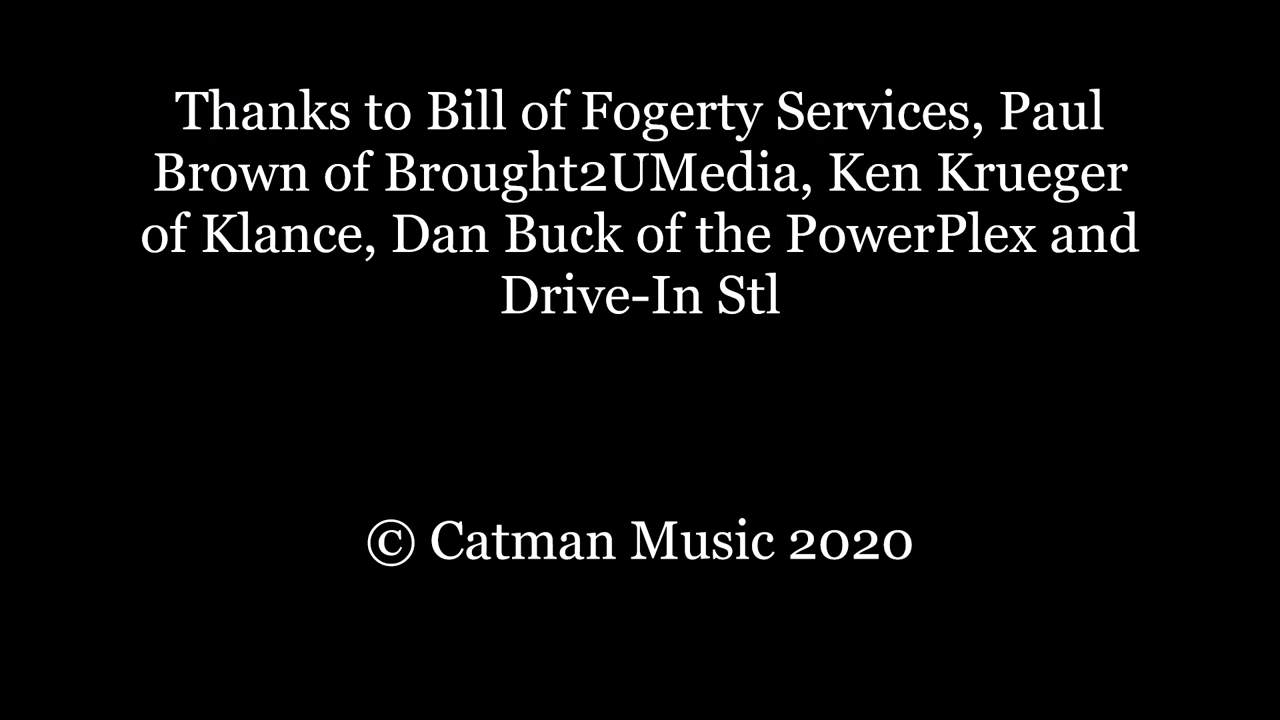 Thanks to Bill of Fogerty Services, Paul
Brown of Brought2UMedia, Ken Krueger
of Klance, Dan Buck of the PowerPlex and
Drive-In Stl
© Catman Music 2020